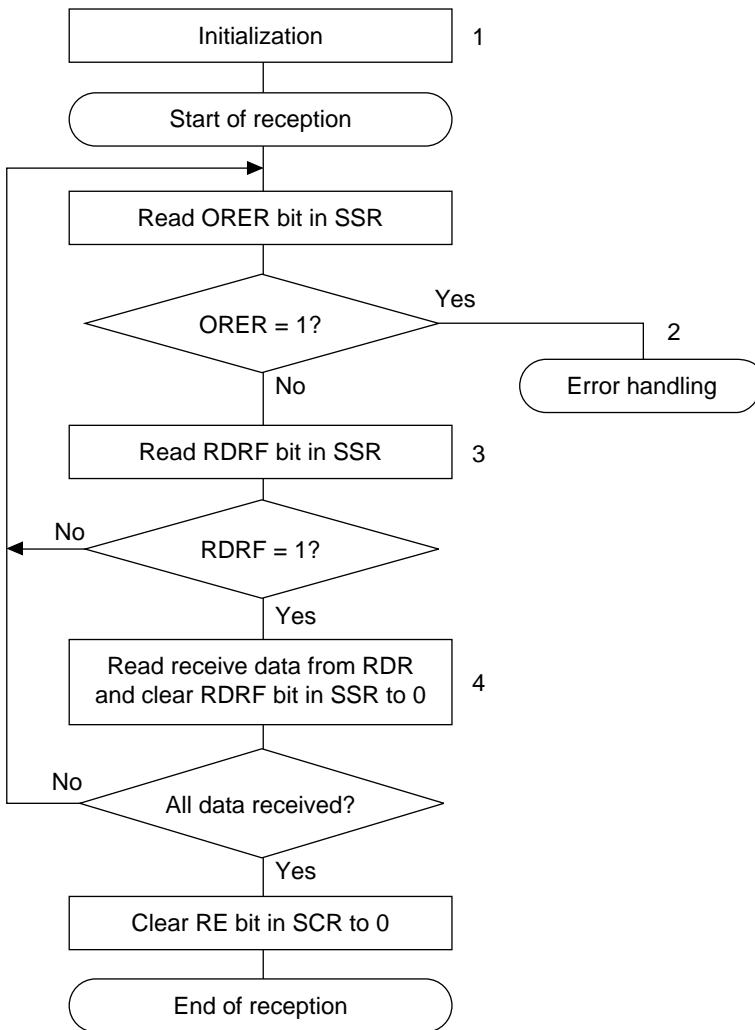 Initialization
1
Start of reception
Read ORER bit in SSR
ORER = 1?
Yes
2
Error handling
No
Read RDRF bit in SSR
3
RDRF = 1?
No
Yes
Read receive data from RDR
and clear RDRF bit in SSR to 0
4
All data received?
No
Yes
Clear RE bit in SCR to 0
End of reception